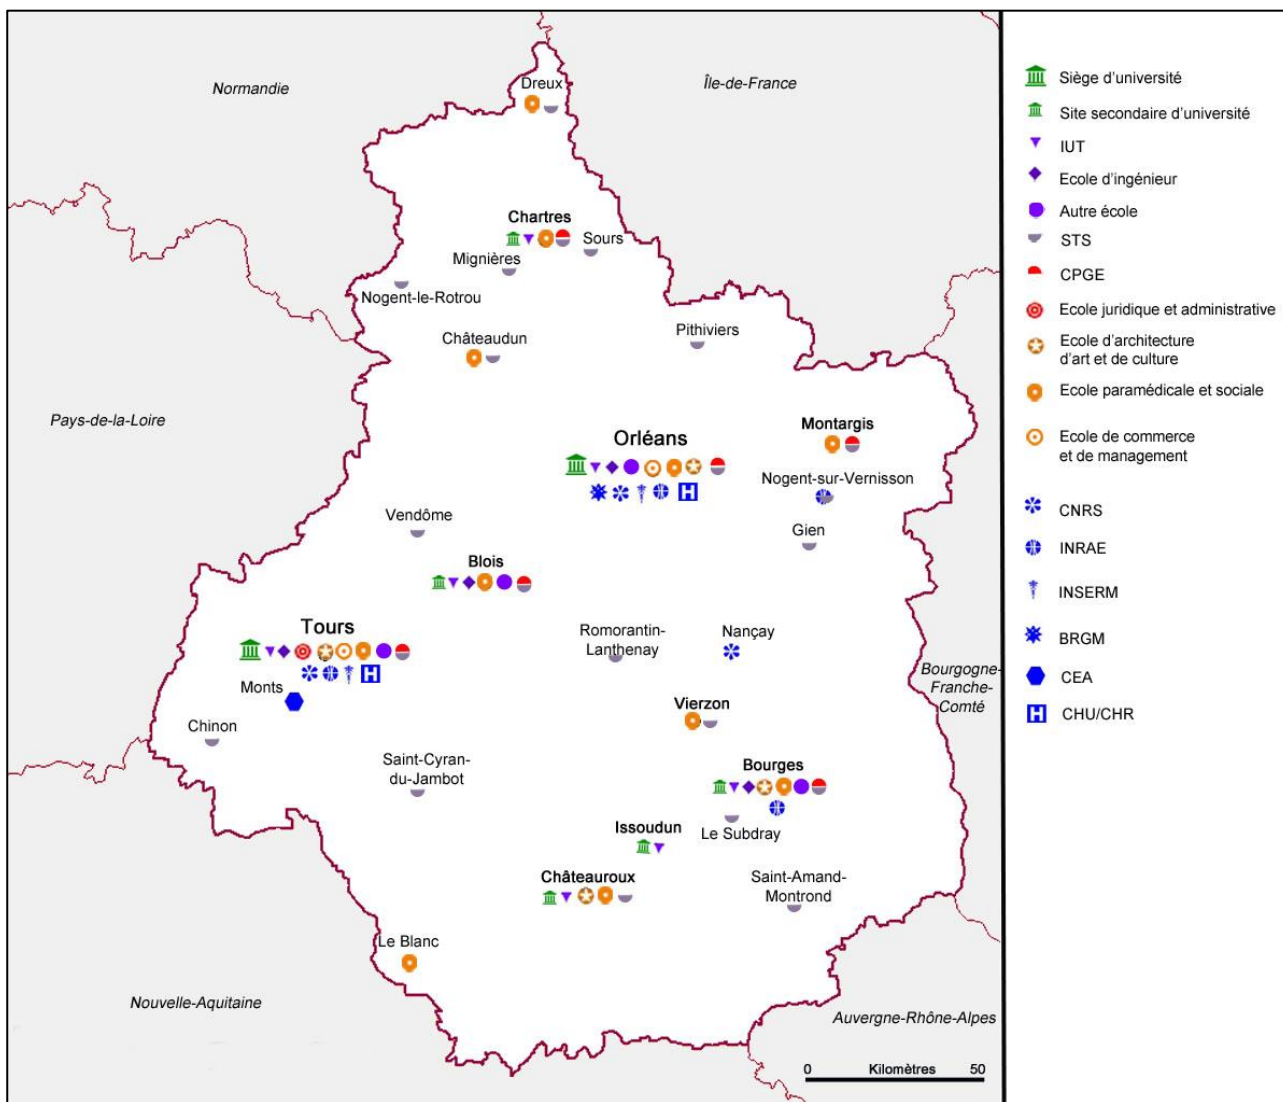 Normandie
Île-de-France
Dreux
Chartres
Sours
Mignières
Nogent-le-Rotrou
Châteaudun
Pithiviers
Pays-de-la-Loire
Orléans
Montargis
Nogent-sur-Vernisson
Vendôme
Gien
Blois
Tours
Romorantin-
Lanthenay
Nançay
Monts
Bourgogne-
Franche-
Comté
Chinon
Vierzon
Saint-Cyran-
du-Jambot
Bourges
Issoudun
Le Subdray
Châteauroux
Saint-Amand-
Montrond
Le Blanc
Nouvelle-Aquitaine
Auvergne-Rhône-Alpes
0 Kilomètres 50
Siège d'université
Site secondaire d'université
IUT
Ecole d'ingénieur
Autre école
STS
CPGE
Ecole juridique et administrative
Ecole d'architecture
d'art et de culture
Ecole paramédicale et sociale
Ecole de commerce
et de management
CNRS
INRAE
INSERM
BRGM
CEA
CHU/CHR
H
H
H